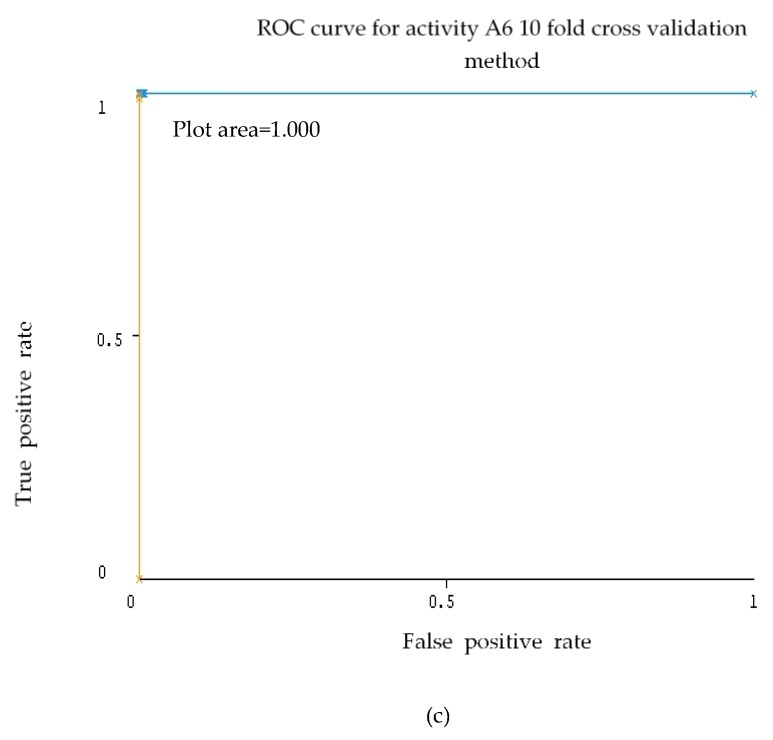 ROC curve for activity A6 10 fold cross validation
method
1
Plot area=1.000
0.5
True positive rate
0
0 0.5 1
False positive rate
(c)